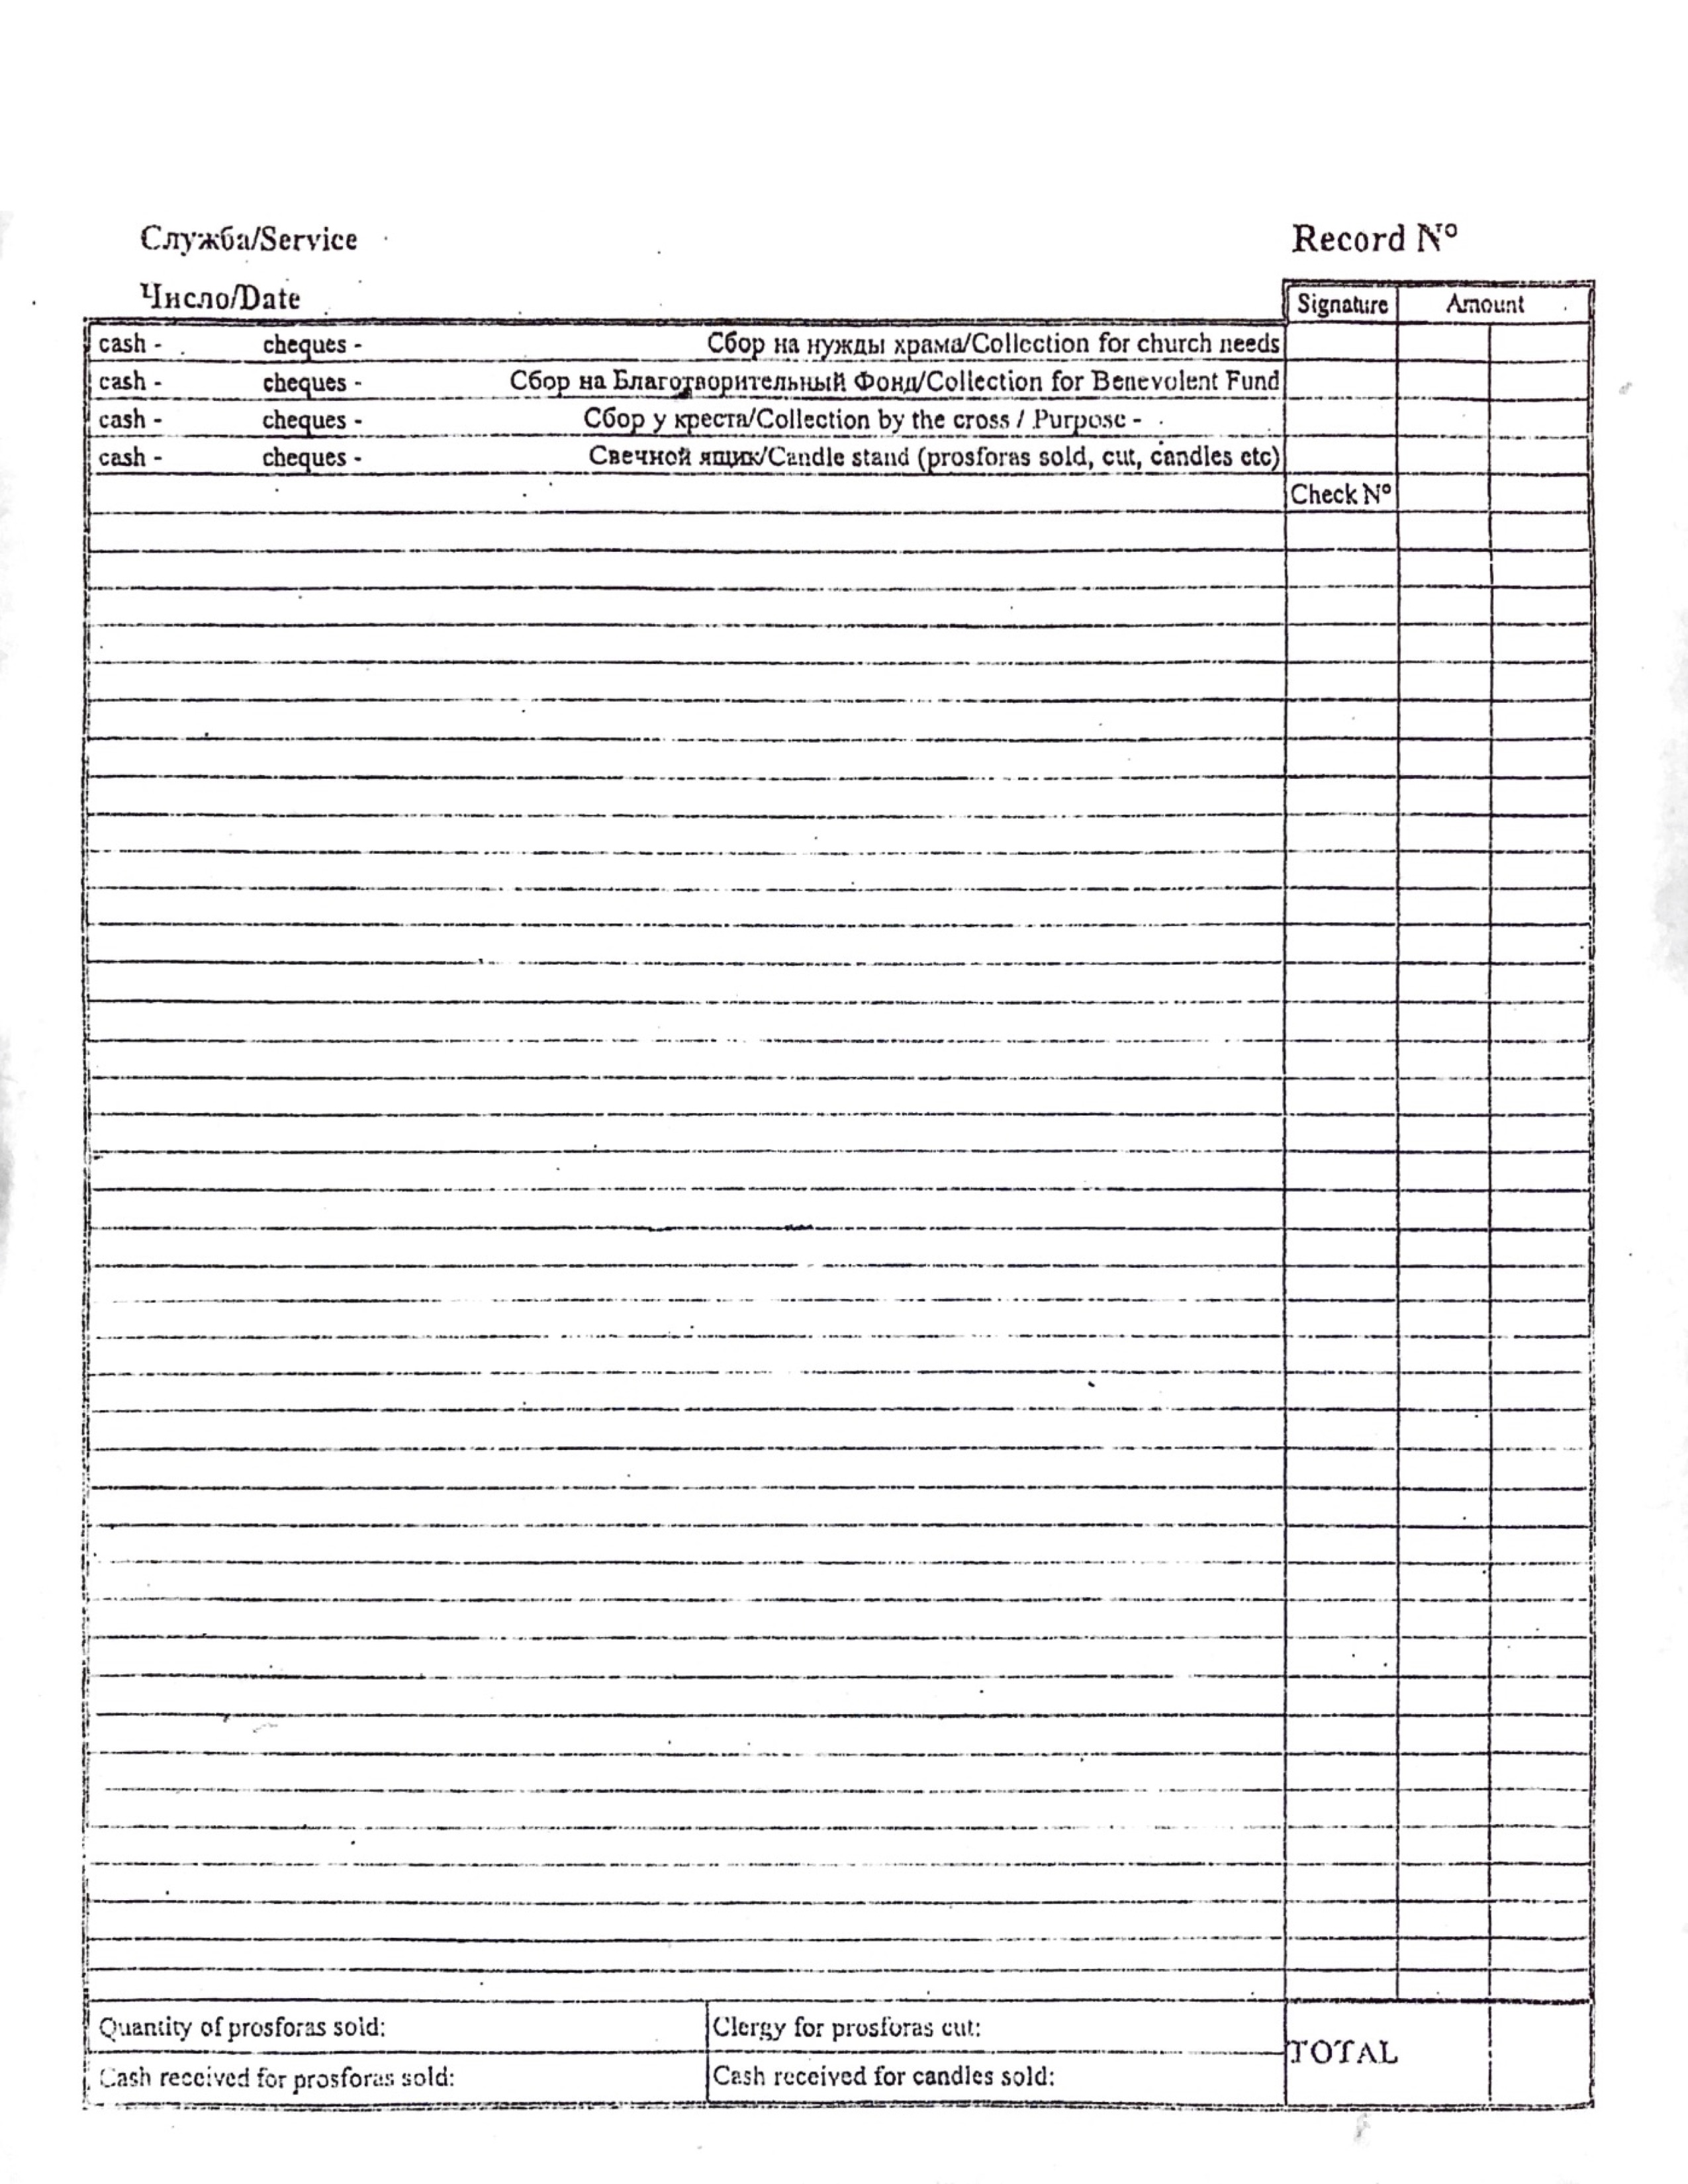 Служба/Service
Record Nº
Число/Date
Signature Amount
cash - cheques - Сбор на нужды храма/Collection for church needs
cash - cheques - Сбор на Благотворительный Фонд/Collection for Benevolent Fund
cash - cheques - Сбор у креста/Collection by the cross / Purpose -
cash - cheques - Свечной ящик/Candle stand (prosforas sold, cut, candles etc)
Check Nº
Quantity of prosforas sold: Clergy for prosforas cut:
TOTAL
Cash received for prosforas sold: Cash received for candles sold: